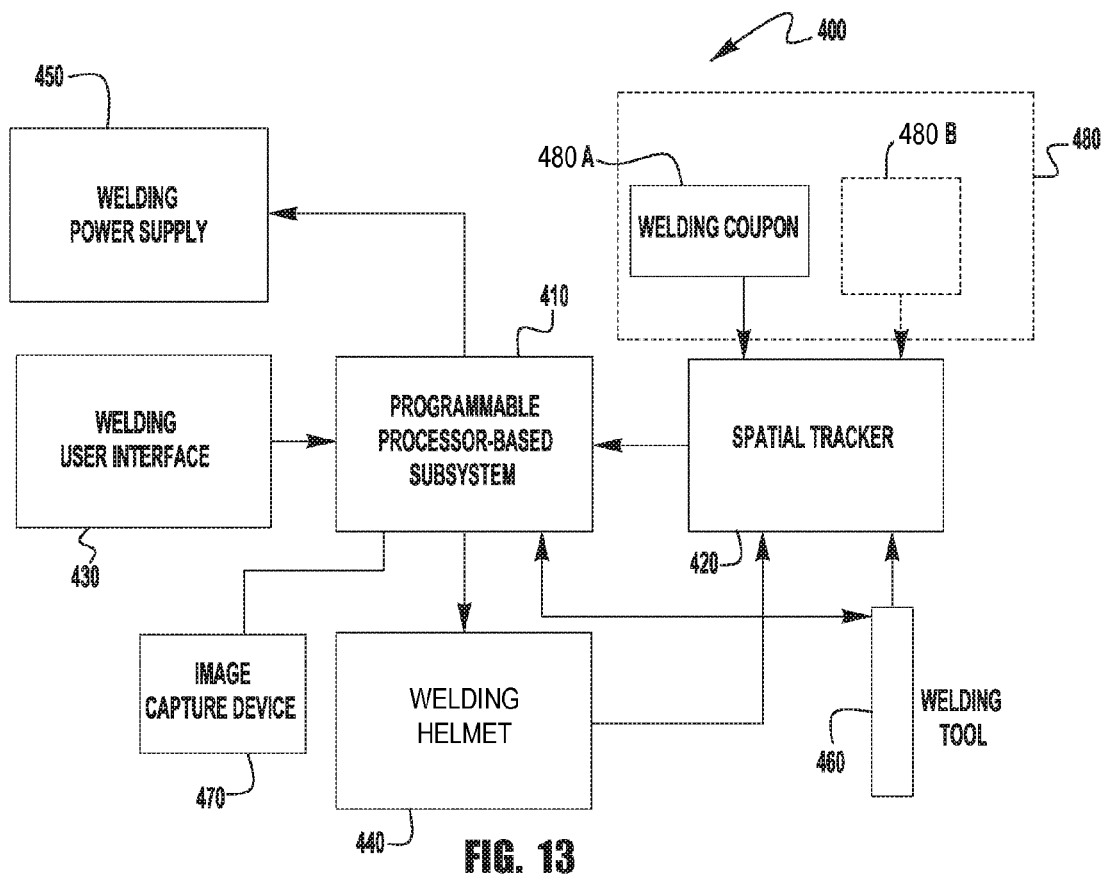 400
450
480
480 A
480 B
WELDING
POWER SUPPLY
WELDING COUPON
410
WELDING
USER INTERFACE
PROGRAMMABLE
PROCESSOR-BASED
SUBSYSTEM
SPATIAL TRACKER
430
420
IMAGE
CAPTURE DEVICE
WELDING
HELMET
WELDING
TOOL
460
470
440
FIG. 13